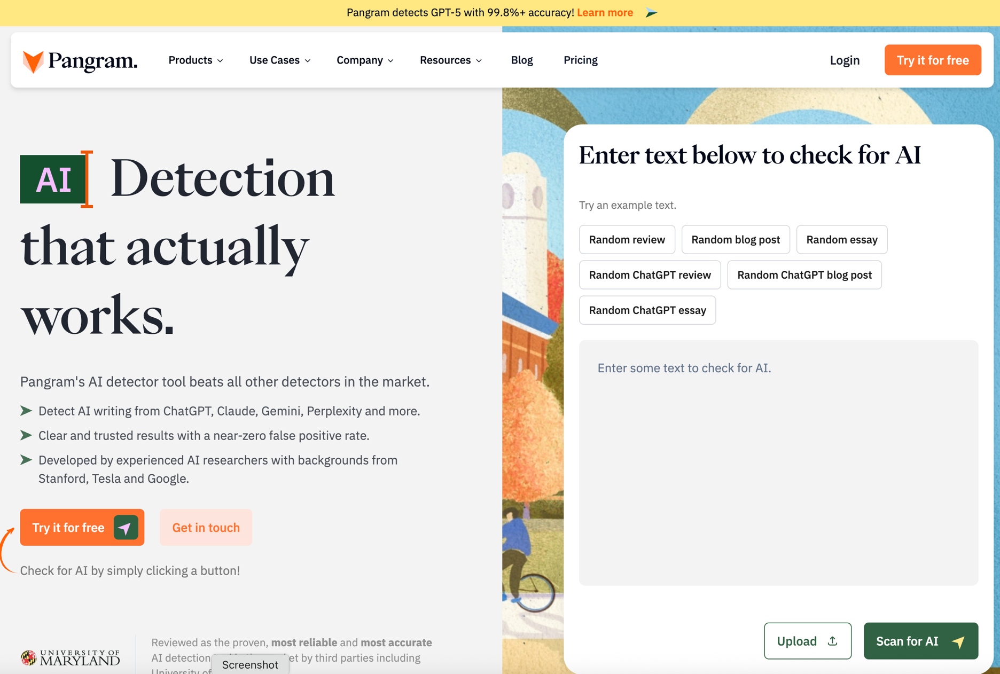 Pangram detects GPT-5 with 99.8%+ accuracy! Learn more
Pangram.
Products
Use Cases
Company
Resources
Blog
Pricing
Login
Try it for free
AI Detection
that actually
works.
Pangram's AI detector tool beats all other detectors in the market.
Detect AI writing from ChatGPT, Claude, Gemini, Perplexity and more.
Clear and trusted results with a near-zero false positive rate.
Developed by experienced AI researchers with backgrounds from
Stanford, Tesla and Google.
Try it for free
Get in touch
Check for AI by simply clicking a button!
UNIVERSITY OF
MARYLAND
Reviewed as the proven, most reliable and most accurate
AI detection et by third parties including
University of
Screenshot
Enter text below to check for AI
Try an example text.
Random review
Random blog post
Random essay
Random ChatGPT review
Random ChatGPT blog post
Random ChatGPT essay
Enter some text to check for AI.
Upload
Scan for AI